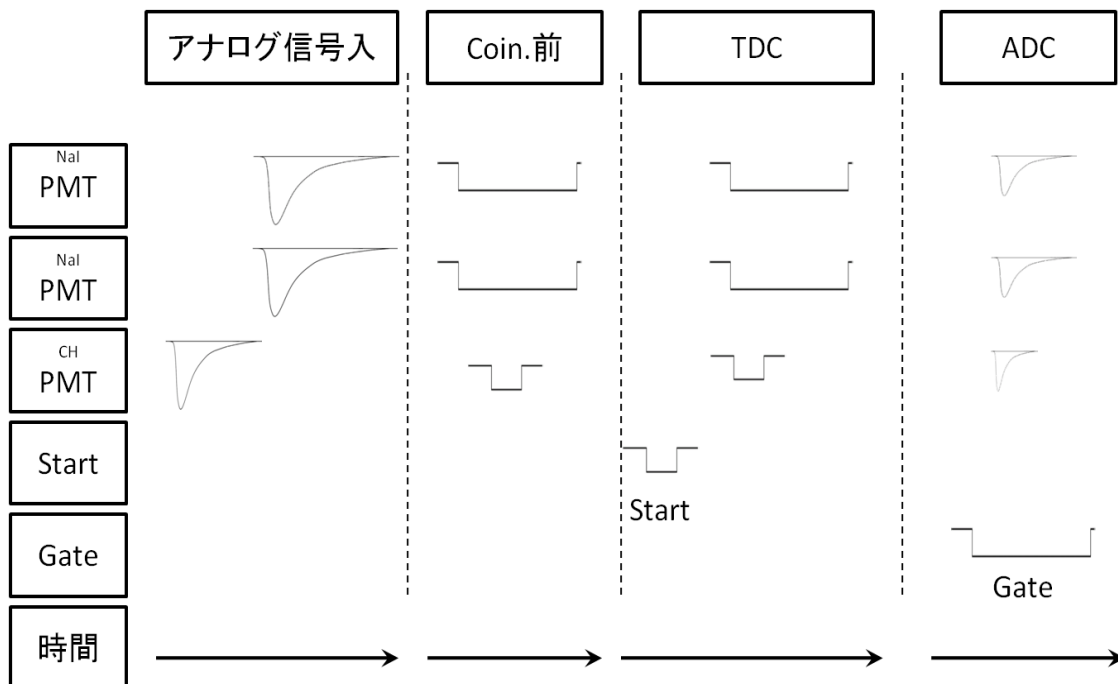 アナログ信号入
Coin.前
TDC
ADC
NaI
PMT
NaI
PMT
CH
PMT
Start
Start
Gate
Gate
時間